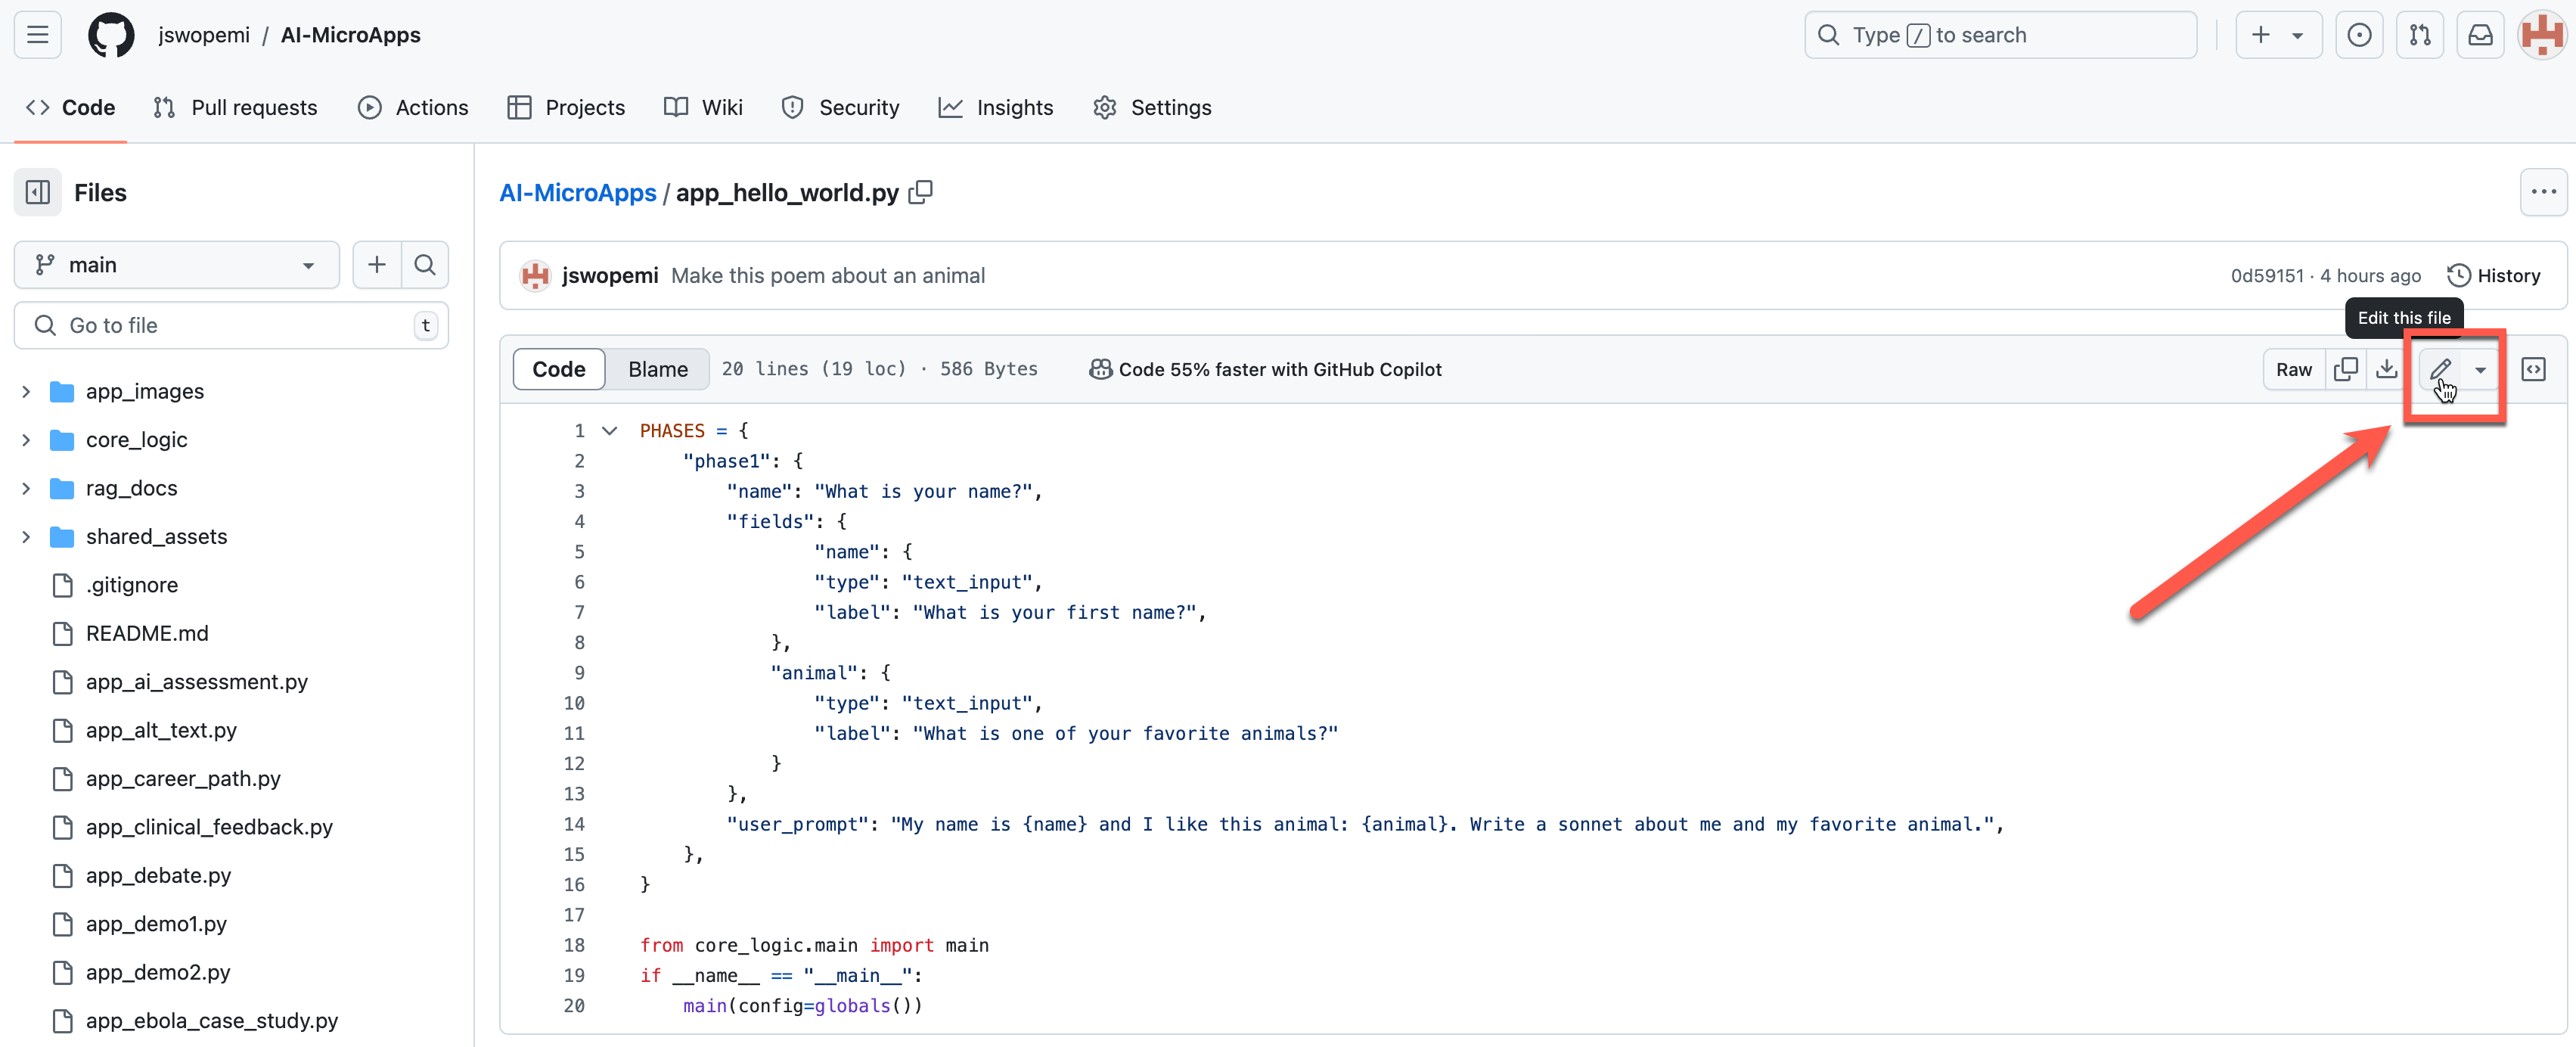 jswopemi / AI-MicroApps
Type / to search
Code
Pull requests
Actions
Projects
Wiki
Security
Insights
Settings
Files
main
Go to file
t
app_images
core_logic
rag_docs
shared_assets
.gitignore
README.md
app_ai_assessment.py
app_alt_text.py
app_career_path.py
app_clinical_feedback.py
app_debate.py
app_demo1.py
app_demo2.py
app_ebola_case_study.py
AI-MicroApps / app_hello_world.py
jswopemi Make this poem about an animal
0d59151 · 4 hours ago
History
Edit this file
Code
Blame
20 lines (19 loc) · 586 Bytes
Code 55% faster with GitHub Copilot
Raw
1 PHASES = {
2     "phase1": {
3         "name": "What is your name?",
4         "fields": {
5                 "name": {
6                 "type": "text_input",
7                 "label": "What is your first name?",
8             },
9             "animal": {
10                 "type": "text_input",
11                 "label": "What is one of your favorite animals?"
12             }
13         },
14         "user_prompt": "My name is {name} and I like this animal: {animal}. Write a sonnet about me and my favorite animal.",
15     },
16 }
17
18 from core_logic.main import main
19 if __name__ == "__main__":
20     main(config=globals())